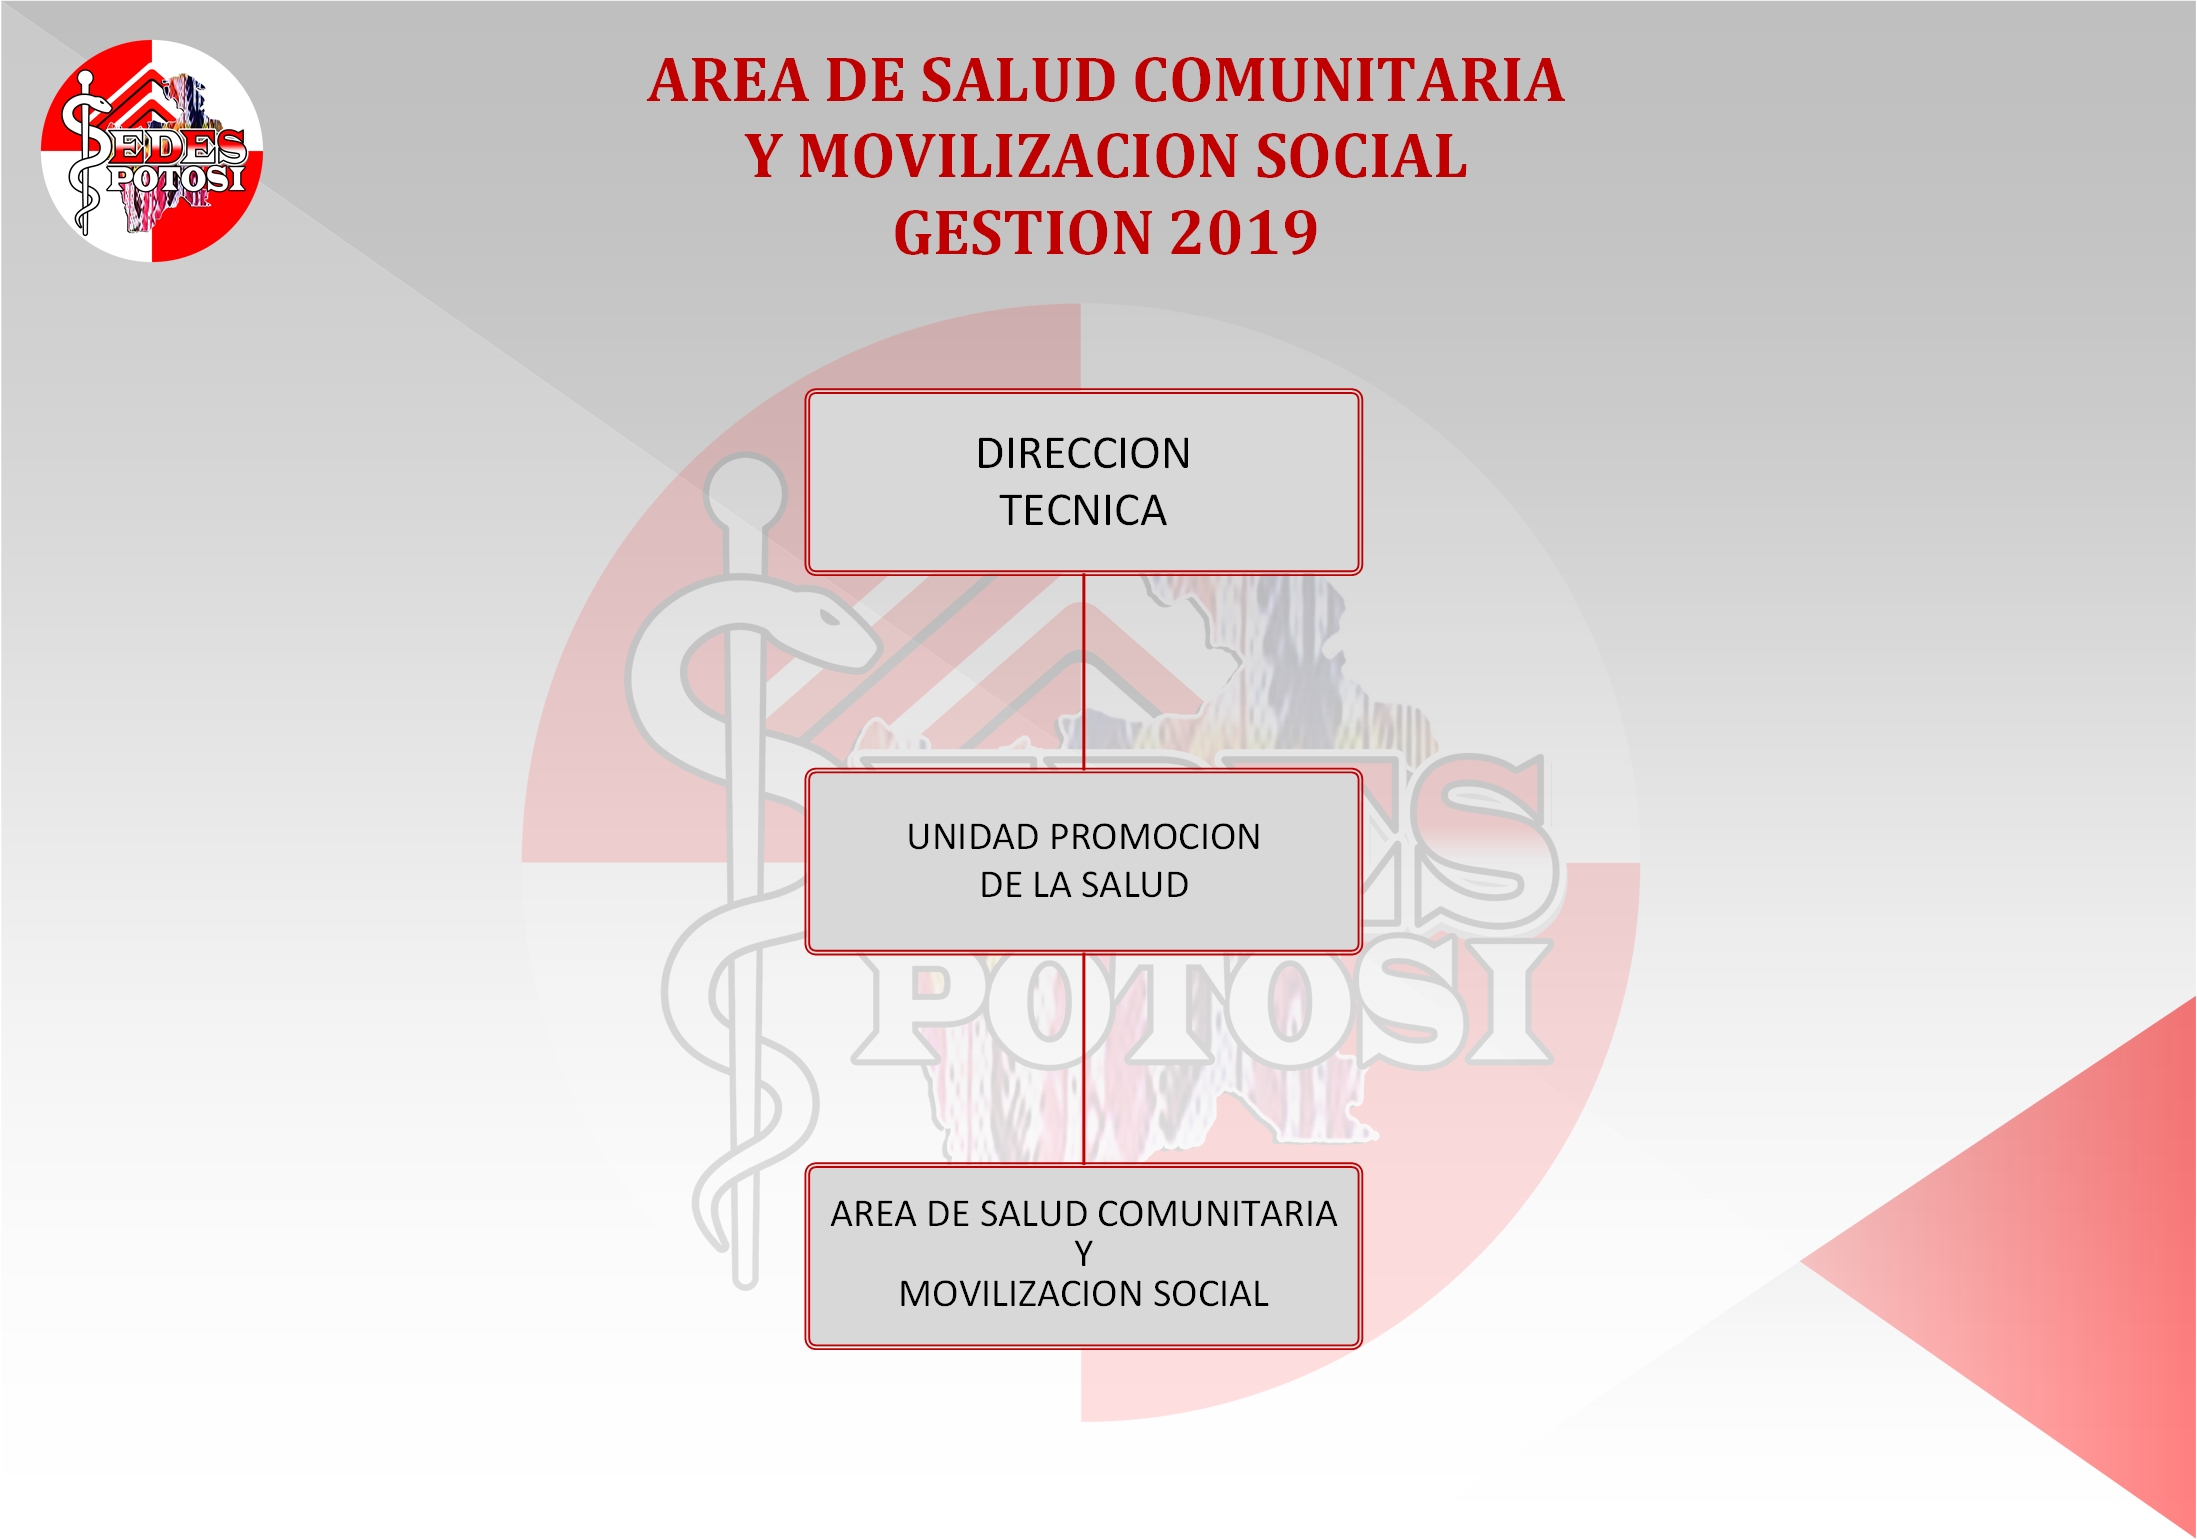 AREA DE SALUD COMUNITARIA
Y MOVILIZACION SOCIAL
GESTION 2019
SEDES
POTOSI
DIRECCION
TECNICA
UNIDAD PROMOCION
DE LA SALUD
POTOSI
AREA DE SALUD COMUNITARIA
Y
MOVILIZACION SOCIAL